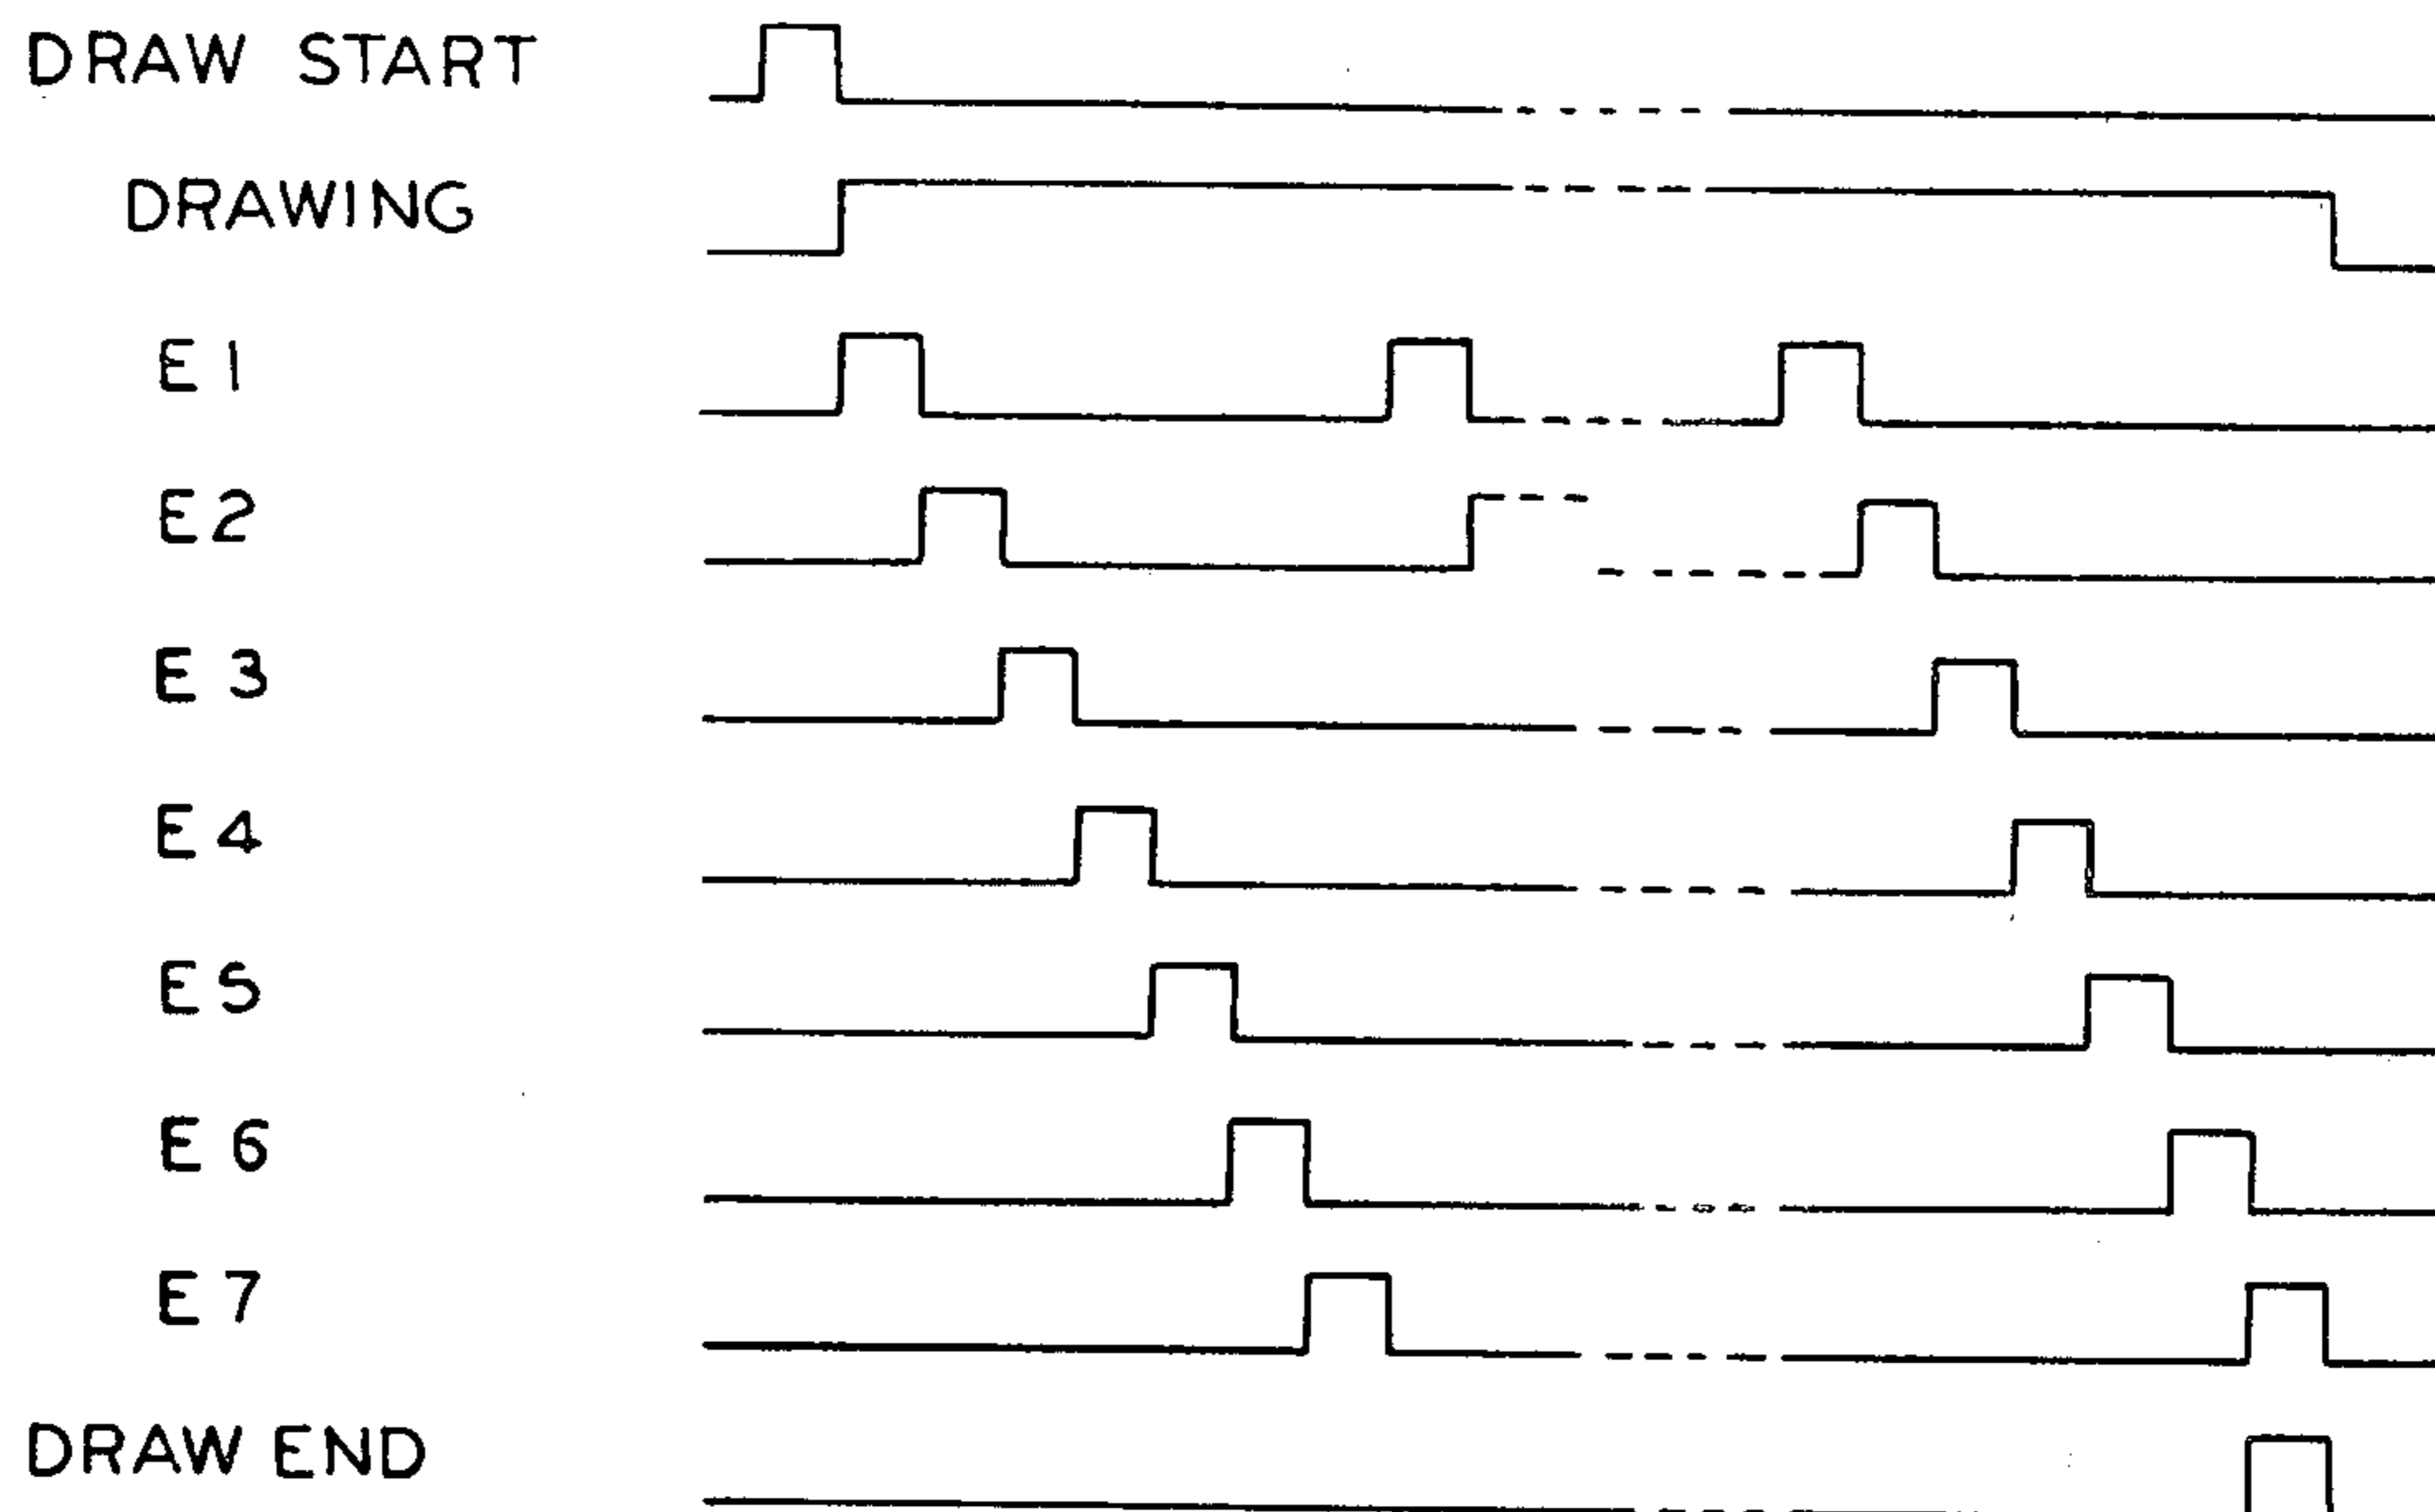 DRAW START
DRAWING
E1
E2
E3
E4
E5
E6
E7
DRAW END